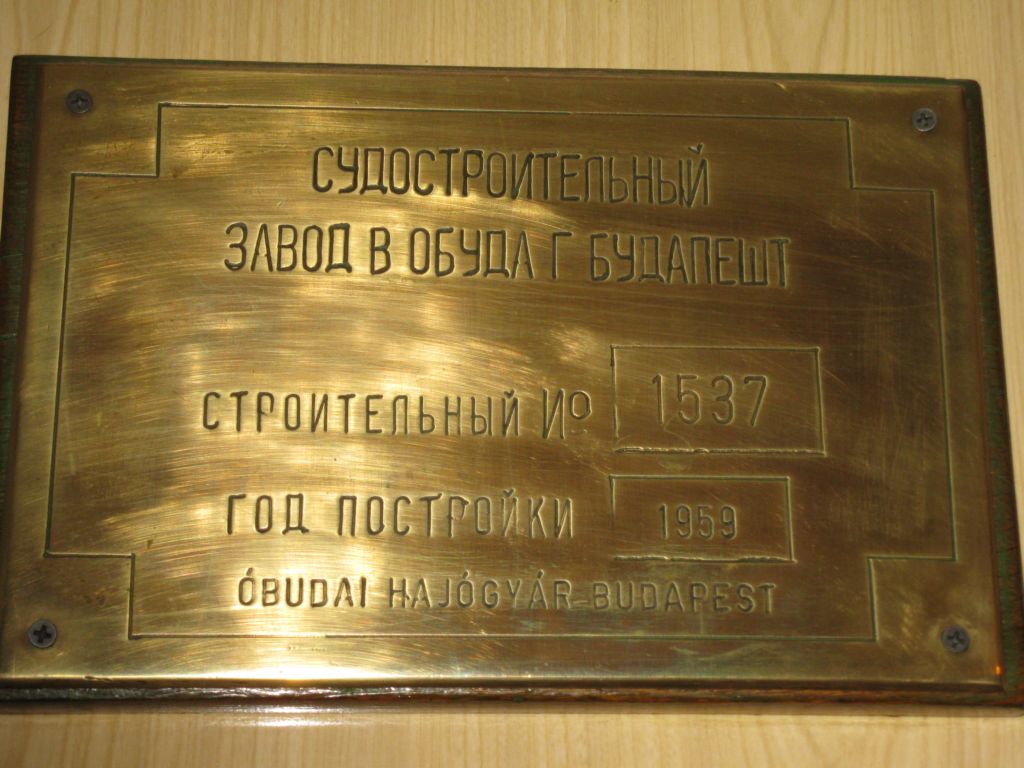 СУДОСТРОИТЕЛЬНЫЙ
ЗАВОД В ОБУДА Г БУДАПЕШТ
СТРОИТЕЛЬНЫЙ № 1537
ГОД ПОСТРОЙКИ 1959
ÓBUDAI HAJÓGYÁR-BUDAPEST